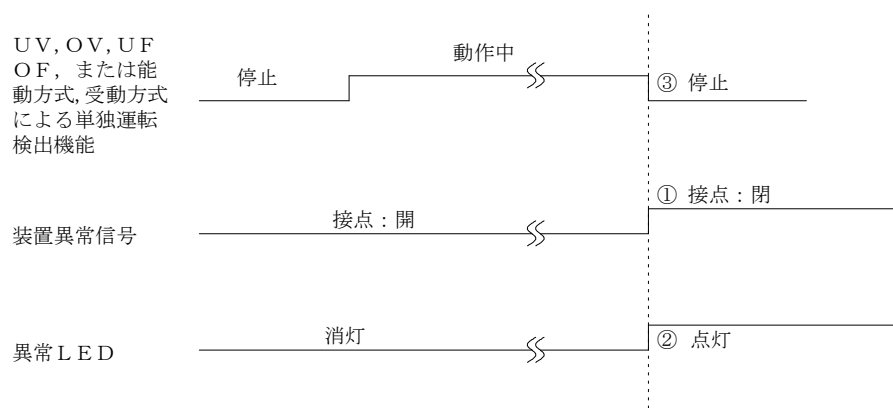 ＵＶ,ＯＶ,ＵＦ
ＯＦ，または能
動方式,受動方式
による単独運転
検出機能
停止
動作中
③ 停止
装置異常信号
接点：開
① 接点：閉
異常ＬＥＤ
消灯
② 点灯